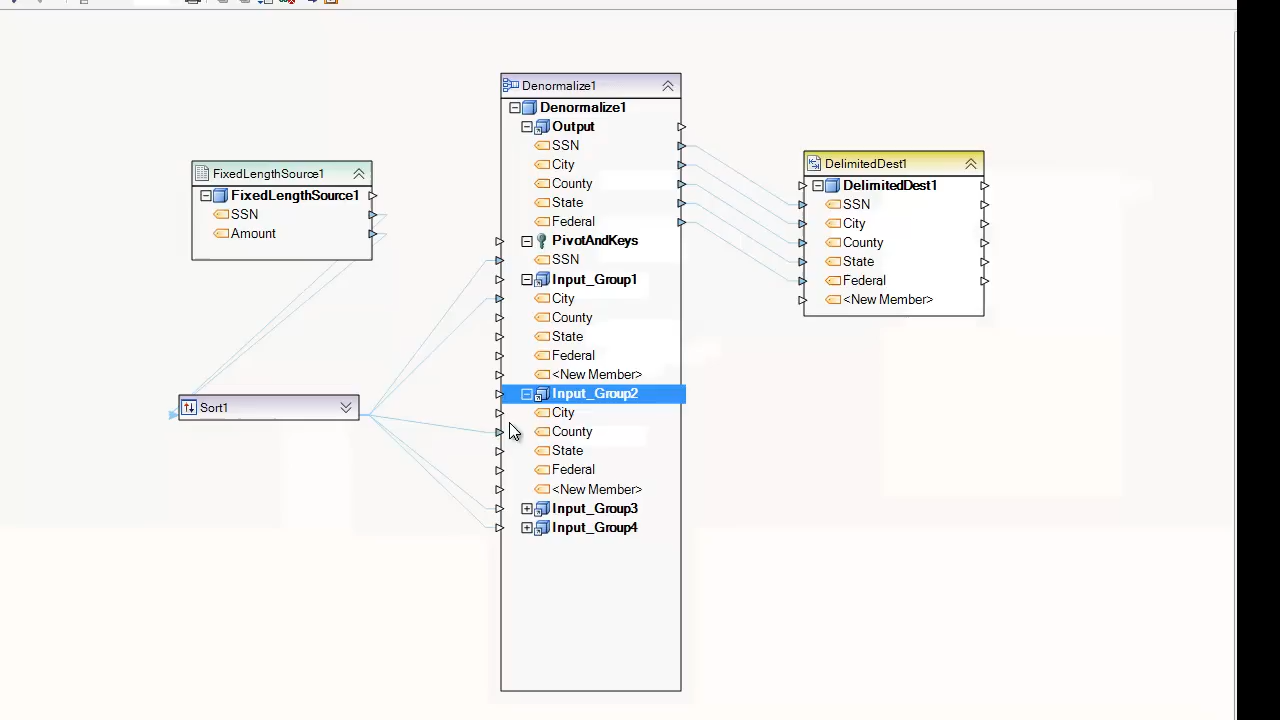 FixedLengthSource1
FixedLengthSource1
SSN
Amount
Sort1
Denormalize1
Denormalize1
Output
SSN
City
County
State
Federal
PivotAndKeys
SSN
Input_Group1
City
County
State
Federal
<New Member>
Input_Group2
City
County
State
Federal
<New Member>
Input_Group3
Input_Group4
DelimitedDest1
DelimitedDest1
SSN
City
County
State
Federal
<New Member>